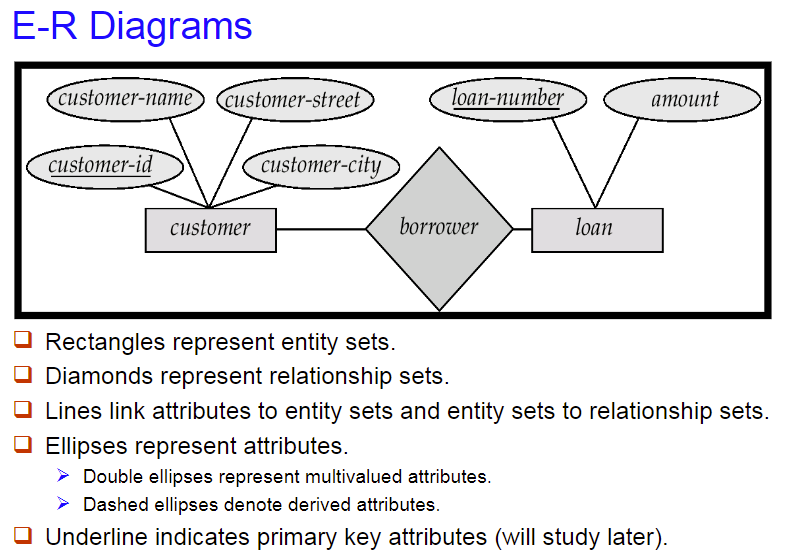 E-R Diagrams
customer-name customer-street loan-number amount
customer-id customer-city
customer borrower loan
Rectangles represent entity sets.
Diamonds represent relationship sets.
Lines link attributes to entity sets and entity sets to relationship sets.
Ellipses represent attributes.
Double ellipses represent multivalued attributes.
Dashed ellipses denote derived attributes.
Underline indicates primary key attributes (will study later).